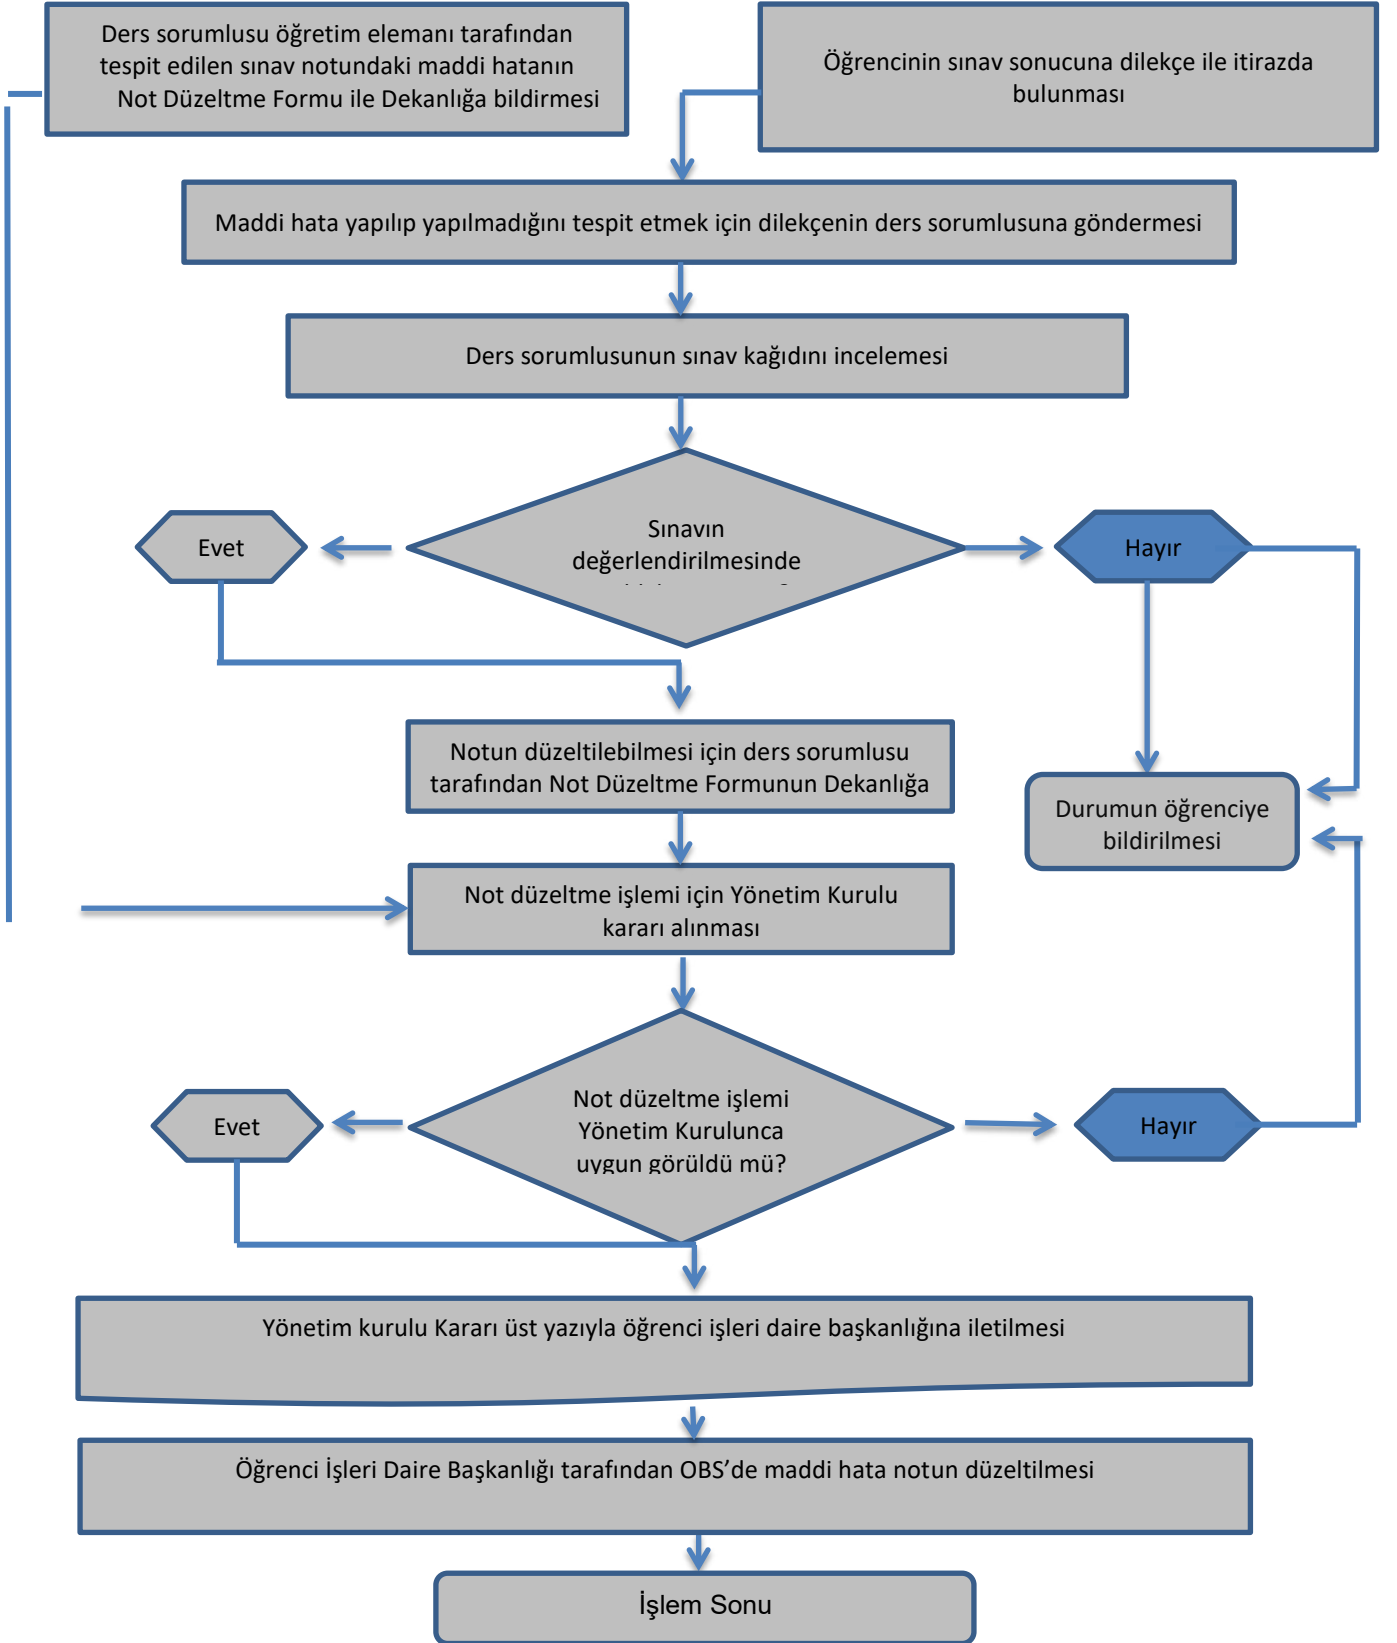 Ders sorumlusu öğretim elemanı tarafından
tespit edilen sınav notundaki maddi hatanın
Not Düzeltme Formu ile Dekanlığa bildirmesi
Öğrencinin sınav sonucuna dilekçe ile itirazda
bulunması
Maddi hata yapılıp yapılmadığını tespit etmek için dilekçenin ders sorumlusuna göndermesi
Ders sorumlusunun sınav kağıdını incelemesi
Sınavın
değerlendirilmesinde
Evet
Hayır
Notun düzeltilebilmesi için ders sorumlusu
tarafından Not Düzeltme Formunun Dekanlığa
Durumun öğrenciye
bildirilmesi
Not düzeltme işlemi için Yönetim Kurulu
kararı alınması
Not düzeltme işlemi
Yönetim Kurulunca
uygun görüldü mü?
Evet
Hayır
Yönetim kurulu Kararı üst yazıyla öğrenci işleri daire başkanlığına iletilmesi
Öğrenci İşleri Daire Başkanlığı tarafından OBS’de maddi hata notun düzeltilmesi
İşlem Sonu